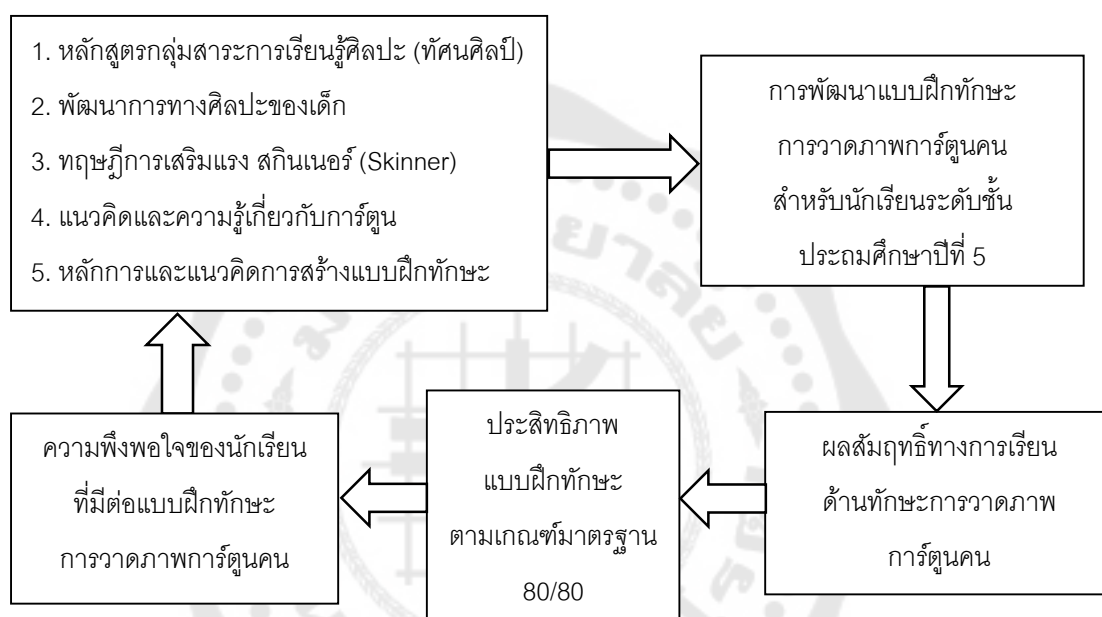 1. หลักสูตรกลุ่มสาระการเรียนรู้ศิลปะ (ทัศนศิลป์)
2. พัฒนาการทางศิลปะของเด็ก
3. ทฤษฎีการเสริมแรง สกินเนอร์ (Skinner)
4. แนวคิดและความรู้เกี่ยวกับการ์ตูน
5. หลักการและแนวคิดการสร้างแบบฝึกทักษะ
การพัฒนาแบบฝึกทักษะ
การวาดภาพการ์ตูนคน
สำหรับนักเรียนระดับชั้น
ประถมศึกษาปีที่ 5
ผลสัมฤทธิ์ทางการเรียน
ด้านทักษะการวาดภาพ
การ์ตูนคน
ประสิทธิภาพ
แบบฝึกทักษะ
ตามเกณฑ์มาตรฐาน
80/80
ความพึงพอใจของนักเรียน
ที่มีต่อแบบฝึกทักษะ
การวาดภาพการ์ตูนคน